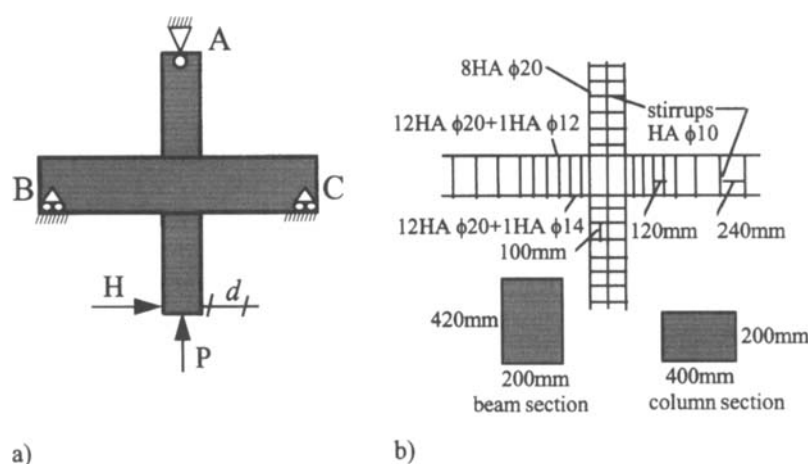 A
B
C
H
d
P
a)
8HA ϕ20
stirrups
HA ϕ10
12HA ϕ20+1HA ϕ12
12HA ϕ20+1HA ϕ14
100mm
120mm
240mm
420mm
200mm
beam section
200mm
400mm
column section
b)